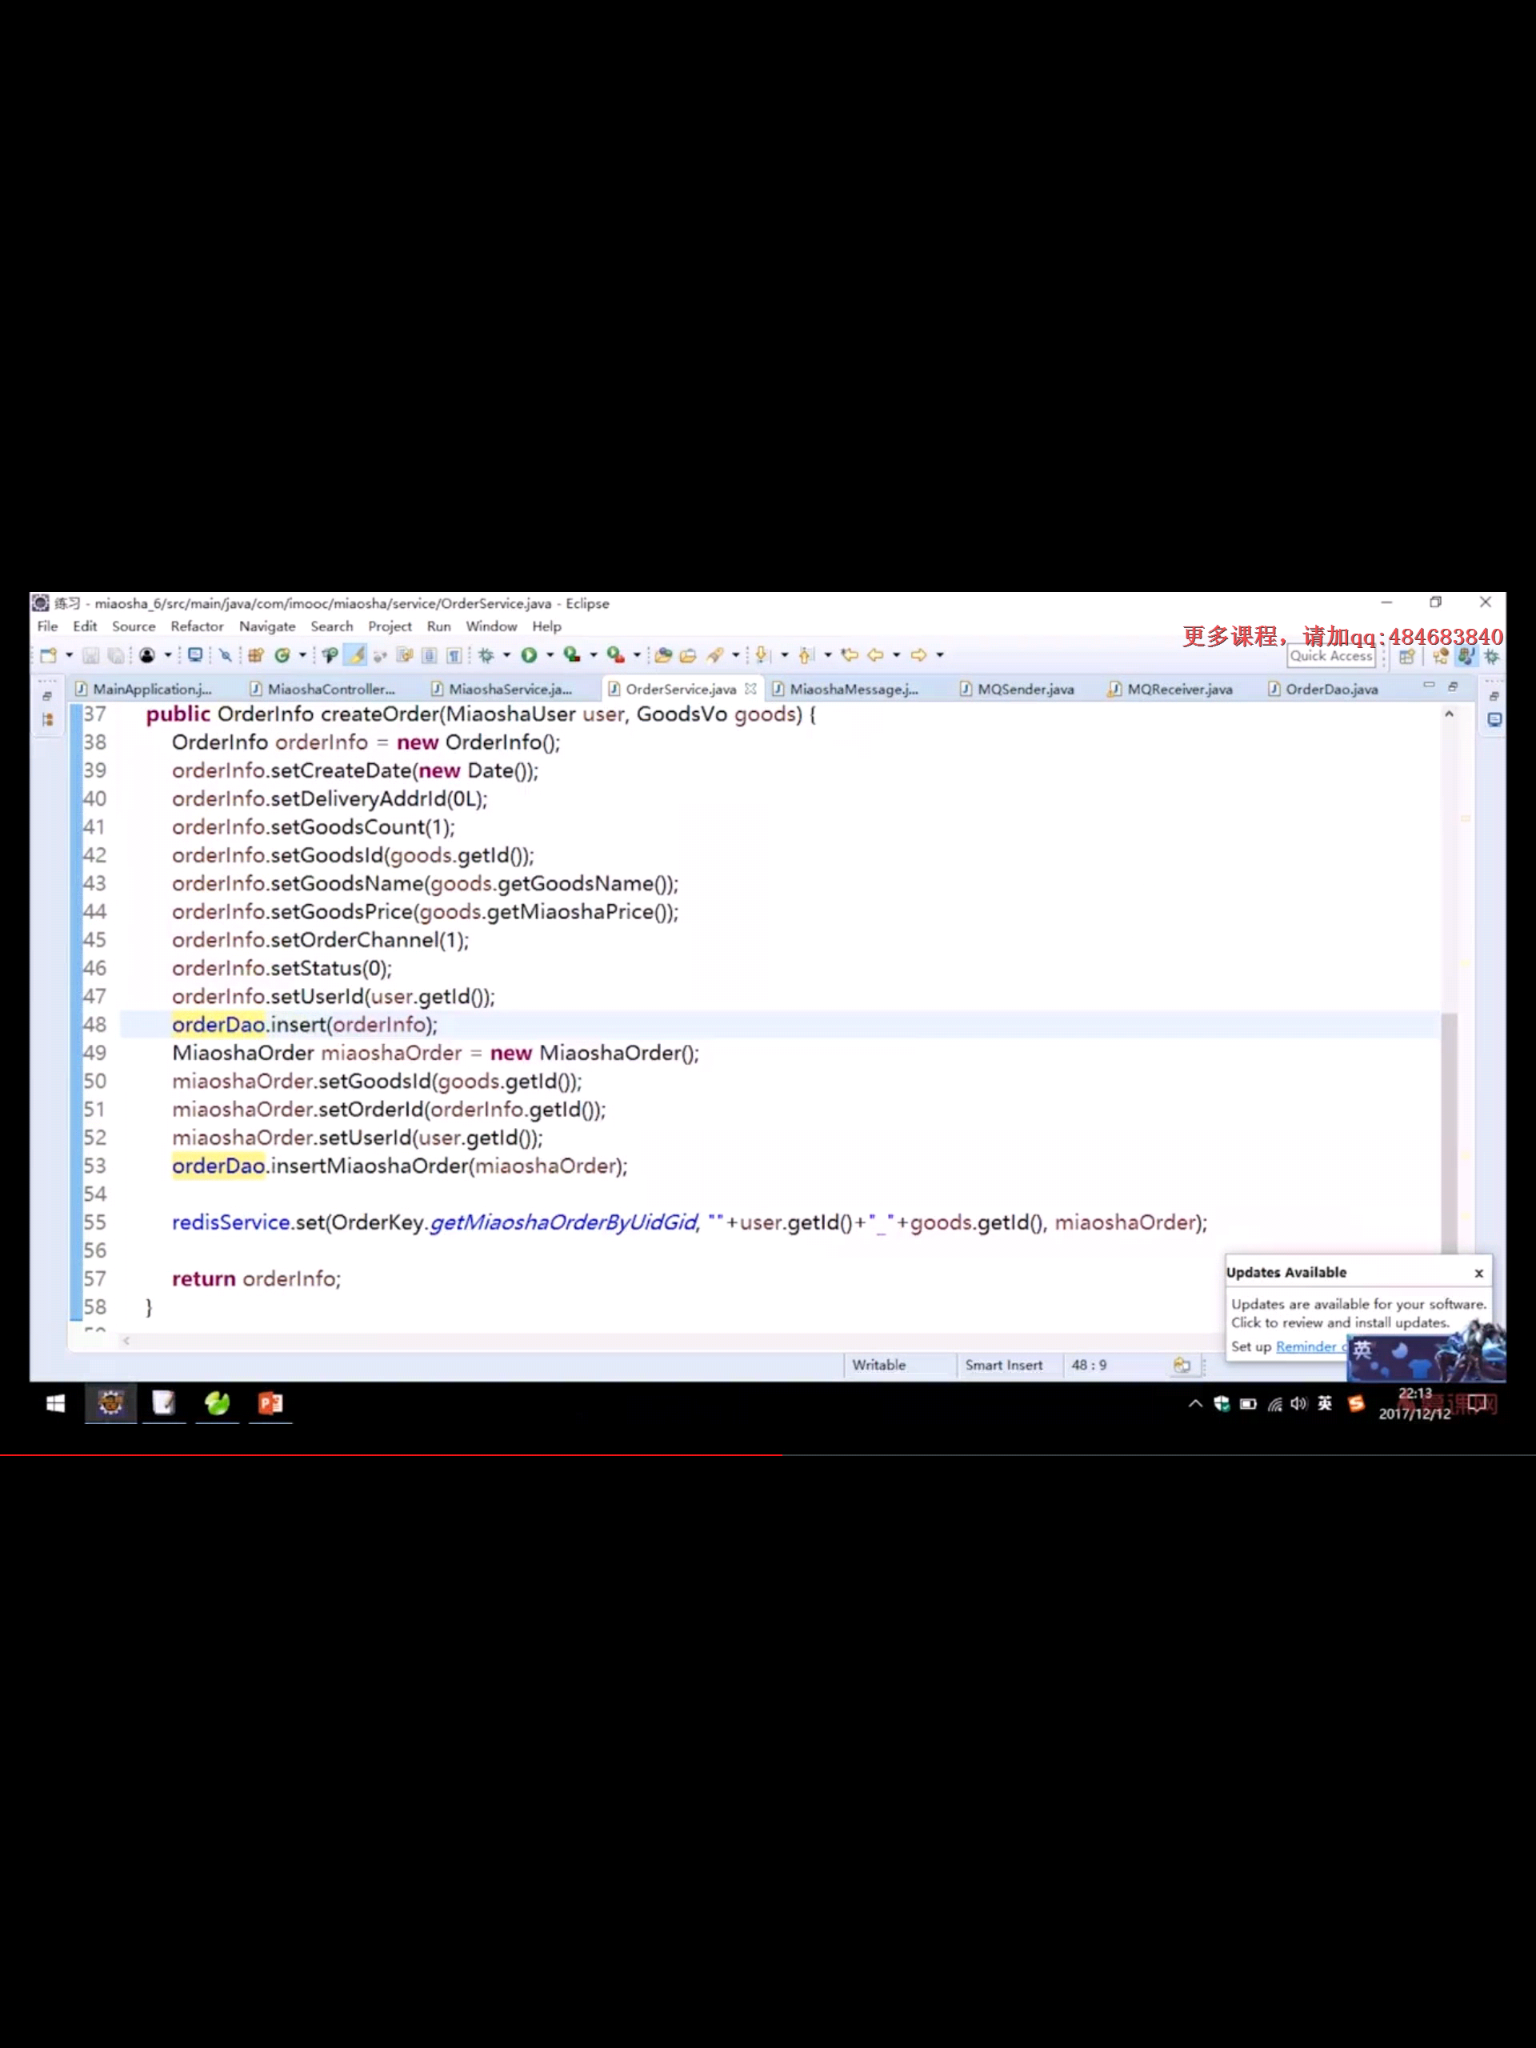 练习 - miaosha_6/src/main/java/com/imooc/miaosha/service/OrderService.java - Eclipse
File Edit Source Refactor Navigate Search Project Run Window Help
更多课程，请加qq:484683840
Quick Access
MainApplication.j... MiaoshaController... MiaoshaService.ja... OrderService.java MiaoshaMessage.j... MQSender.java MQReceiver.java OrderDao.java
37 public OrderInfo createOrder(MiaoshaUser user, GoodsVo goods) {
38 OrderInfo orderInfo = new OrderInfo();
39 orderInfo.setCreateDate(new Date());
40 orderInfo.setDeliveryAddrId(0L);
41 orderInfo.setGoodsCount(1);
42 orderInfo.setGoodsId(goods.getId());
43 orderInfo.setGoodsName(goods.getGoodsName());
44 orderInfo.setGoodsPrice(goods.getMiaoshaPrice());
45 orderInfo.setOrderChannel(1);
46 orderInfo.setStatus(0);
47 orderInfo.setUserId(user.getId());
48 orderDao.insert(orderInfo);
49 MiaoshaOrder miaoshaOrder = new MiaoshaOrder();
50 miaoshaOrder.setGoodsId(goods.getId());
51 miaoshaOrder.setOrderId(orderInfo.getId());
52 miaoshaOrder.setUserId(user.getId());
53 orderDao.insertMiaoshaOrder(miaoshaOrder);
54
55 redisService.set(OrderKey.getMiaoshaOrderByUidGid, ""+user.getId()+"_"+goods.getId(), miaoshaOrder);
56
57 return orderInfo;
58 }
Updates Available x
Updates are available for your software.
Click to review and install updates.
Set up Reminder
英
Writable Smart Insert 48 : 9
英
22:13
2017/12/12